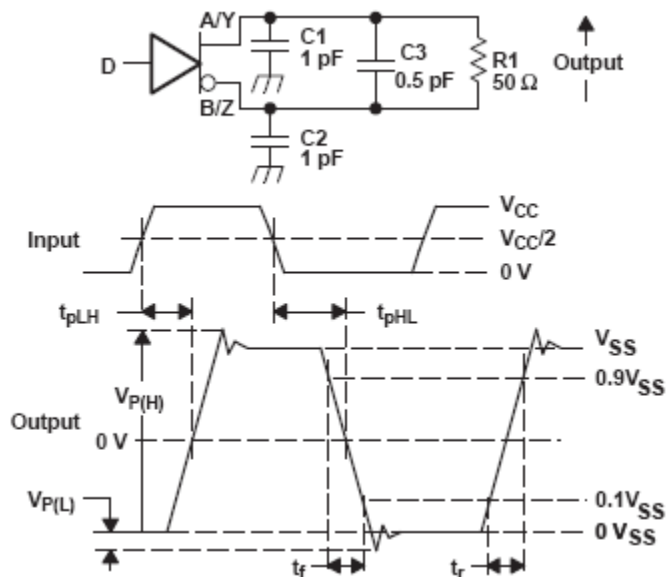 A/Y
D
B/Z
C1
1 pF
C2
1 pF
C3
0.5 pF
R1
50 Ω
Output
Input
VCC
VCC/2
0 V
tpLH
tpHL
VP(H)
Output
0 V
VP(L)
VSS
0.9VSS
0.1VSS
0 VSS
tf
tr